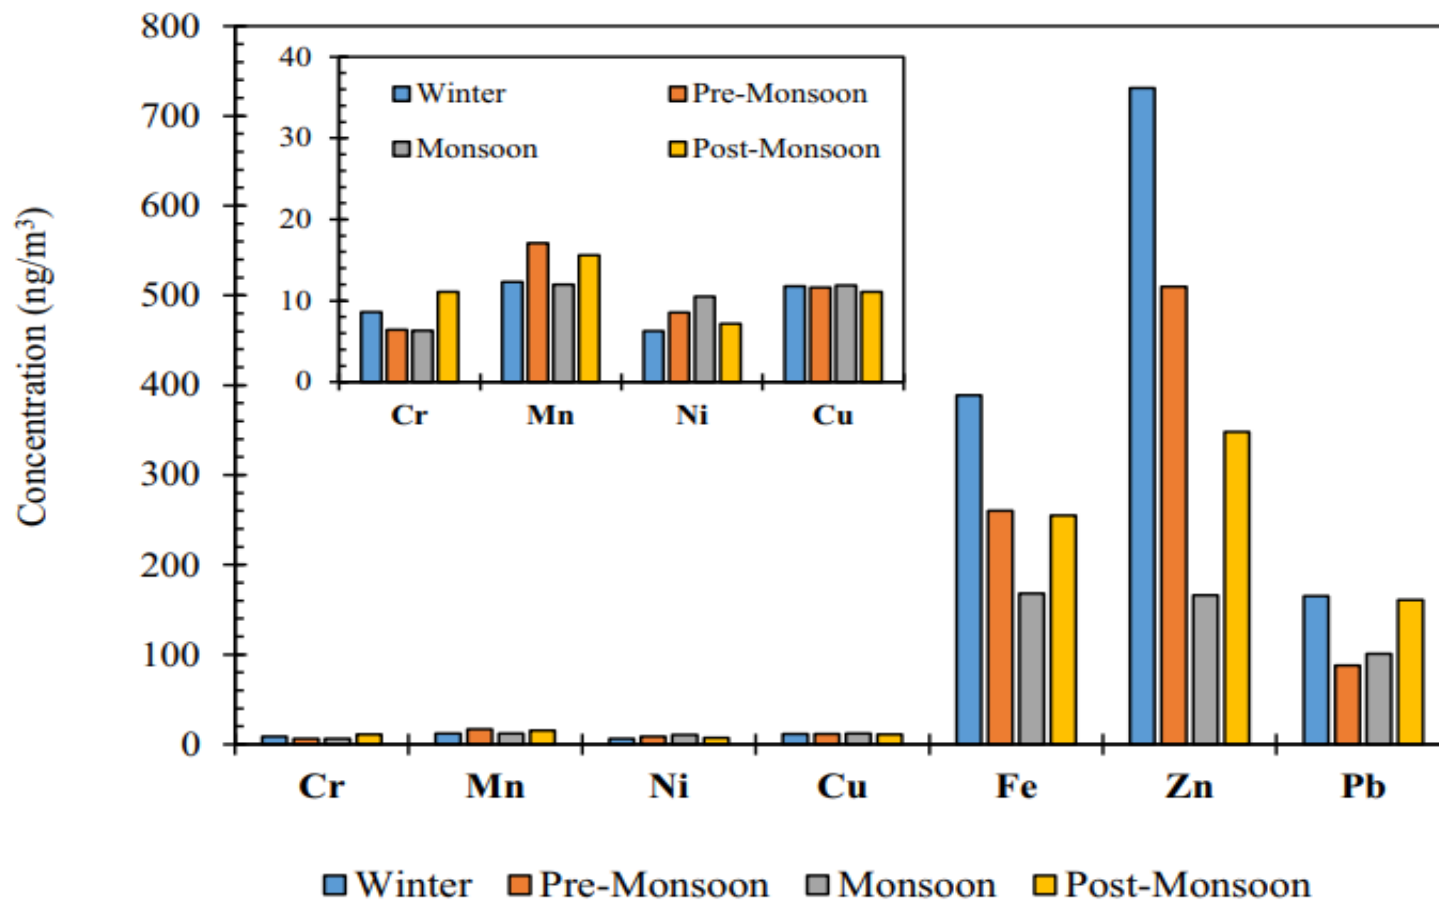 800
700
600
500
400
300
200
100
0
Concentration (ng/m³)
40
30
20
10
0
Winter Pre-Monsoon
Monsoon Post-Monsoon
Cr Mn Ni Cu
Cr Mn Ni Cu Fe Zn Pb
Winter Pre-Monsoon Monsoon Post-Monsoon